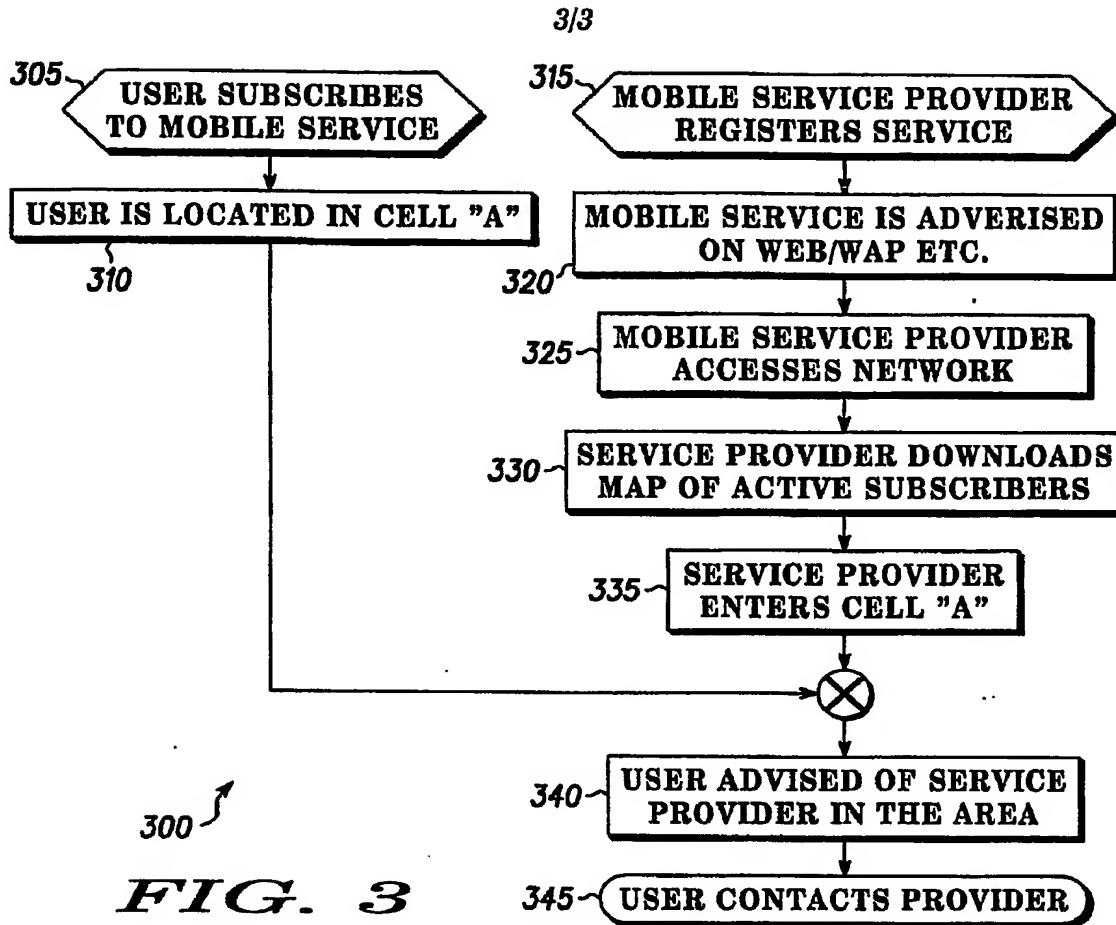 3/3
305
USER SUBSCRIBES
TO MOBILE SERVICE
USER IS LOCATED IN CELL "A"
310
315
MOBILE SERVICE PROVIDER
REGISTERS SERVICE
MOBILE SERVICE IS ADVERISED
ON WEB/WAP ETC.
320
325
MOBILE SERVICE PROVIDER
ACCESSES NETWORK
330
SERVICE PROVIDER DOWNLOADS
MAP OF ACTIVE SUBSCRIBERS
335
SERVICE PROVIDER
ENTERS CELL "A"
340
USER ADVISED OF SERVICE
PROVIDER IN THE AREA
345
USER CONTACTS PROVIDER
300
FIG. 3